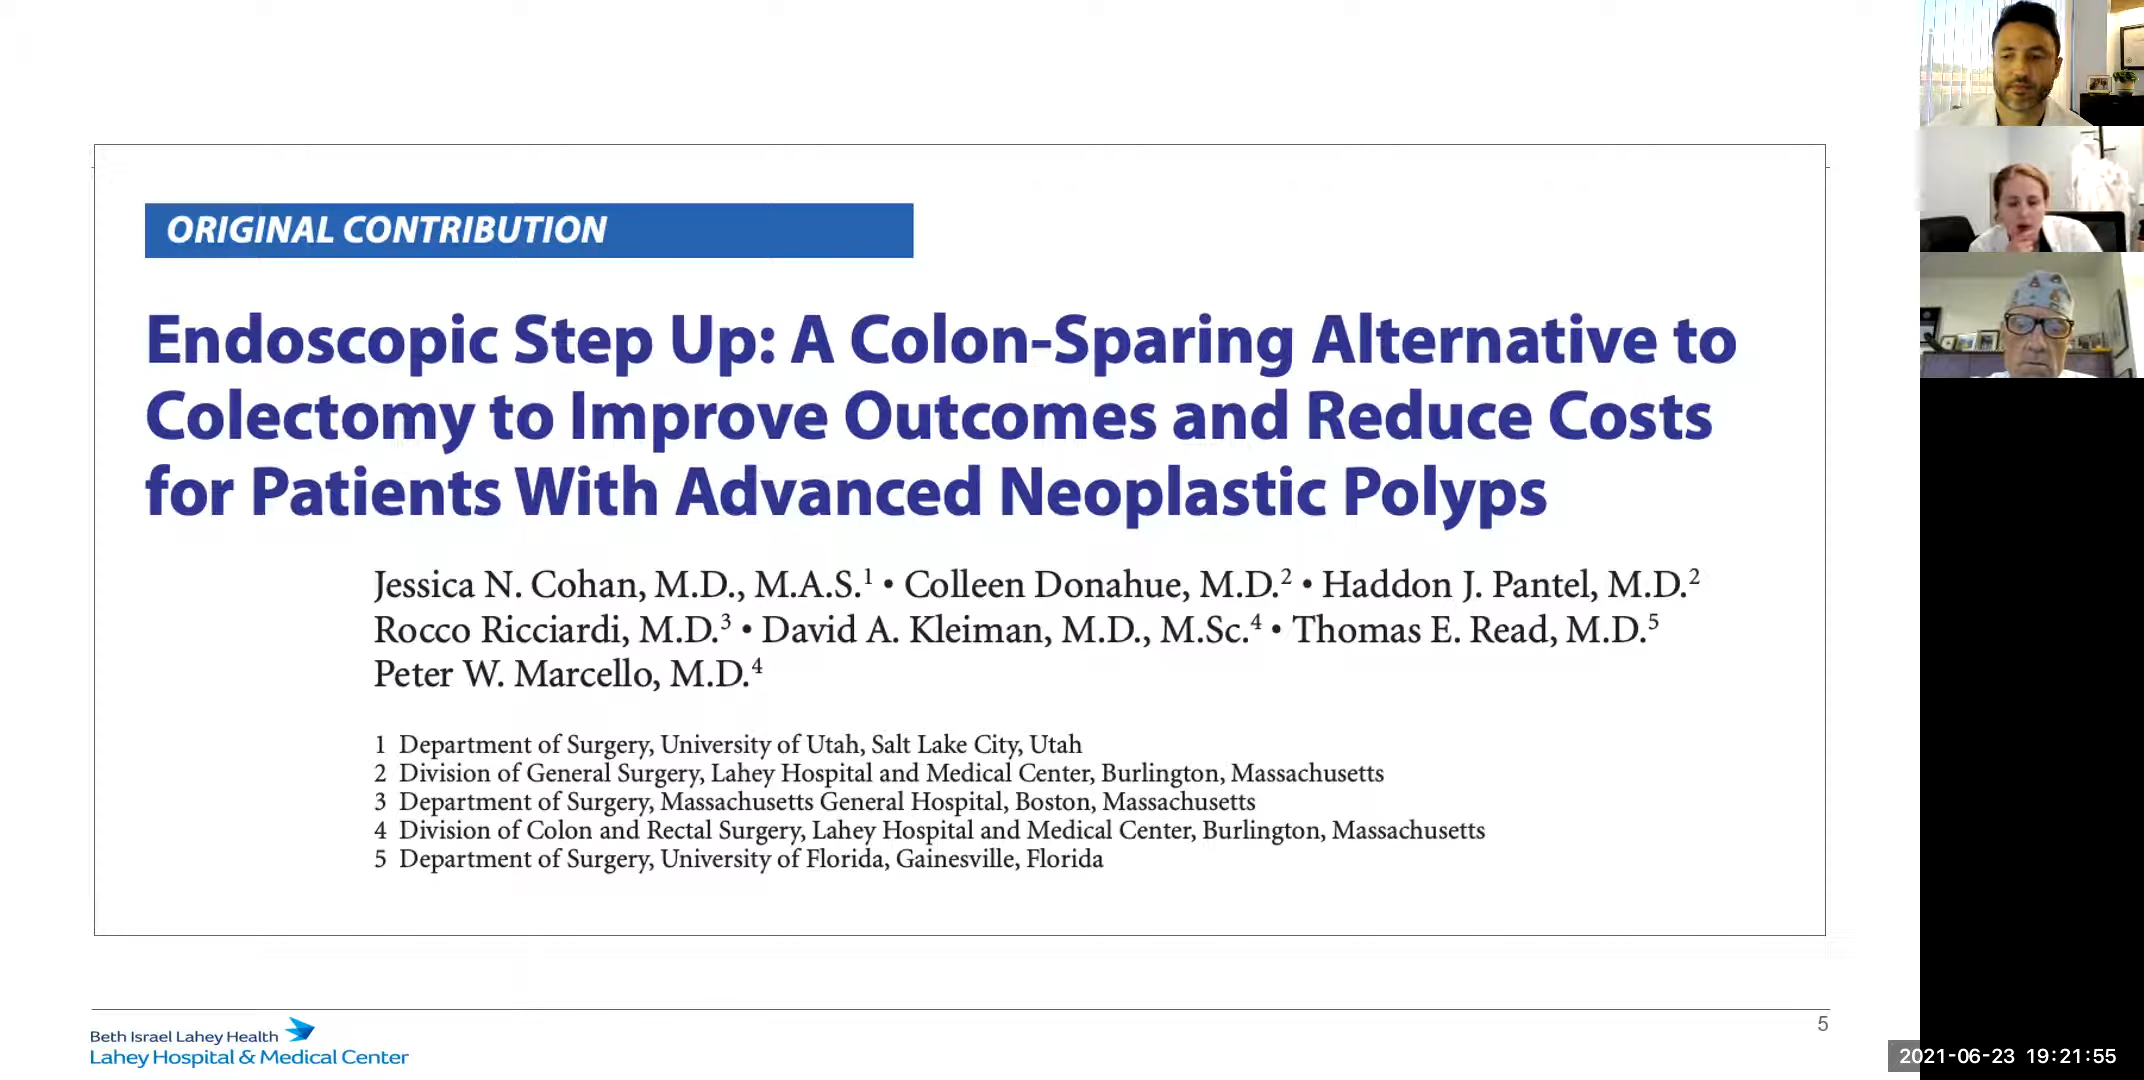 ORIGINAL CONTRIBUTION
Endoscopic Step Up: A Colon-Sparing Alternative to
Colectomy to Improve Outcomes and Reduce Costs
for Patients With Advanced Neoplastic Polyps
Jessica N. Cohan, M.D., M.A.S.¹ • Colleen Donahue, M.D.² • Haddon J. Pantel, M.D.²
Rocco Ricciardi, M.D.³ • David A. Kleiman, M.D., M.Sc.⁴ • Thomas E. Read, M.D.⁵
Peter W. Marcello, M.D.⁴
1 Department of Surgery, University of Utah, Salt Lake City, Utah
2 Division of General Surgery, Lahey Hospital and Medical Center, Burlington, Massachusetts
3 Department of Surgery, Massachusetts General Hospital, Boston, Massachusetts
4 Division of Colon and Rectal Surgery, Lahey Hospital and Medical Center, Burlington, Massachusetts
5 Department of Surgery, University of Florida, Gainesville, Florida
Beth Israel Lahey Health
Lahey Hospital & Medical Center
5
2021-06-23 19:21:55